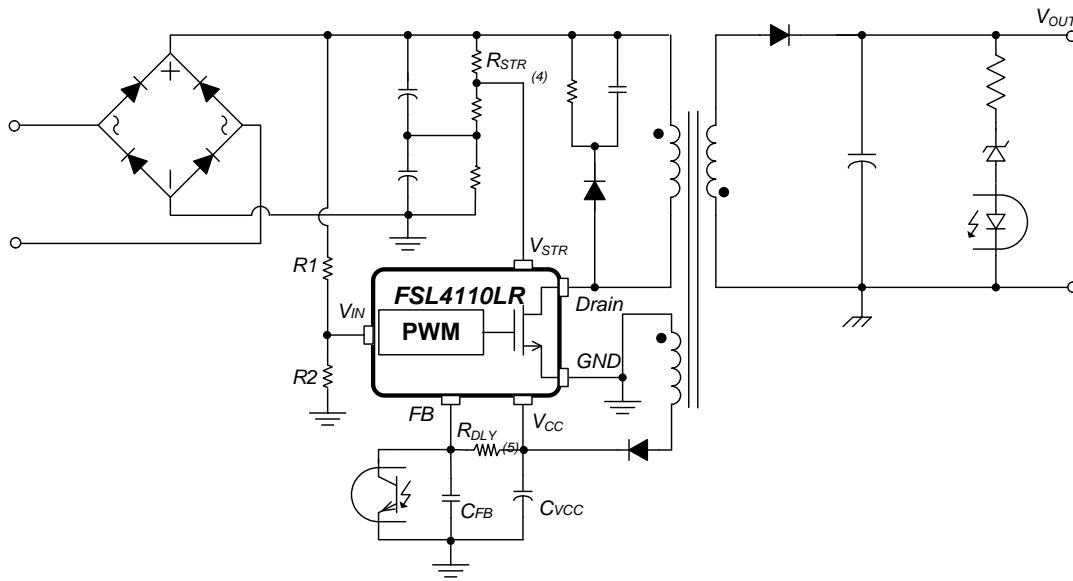 VOUT
RSTR (4)
+
−
R1
VSTR
FSL4110LR
Drain
VIN
PWM
GND
R2
FB
VCC
RDLY (5)
CFB
CVCC